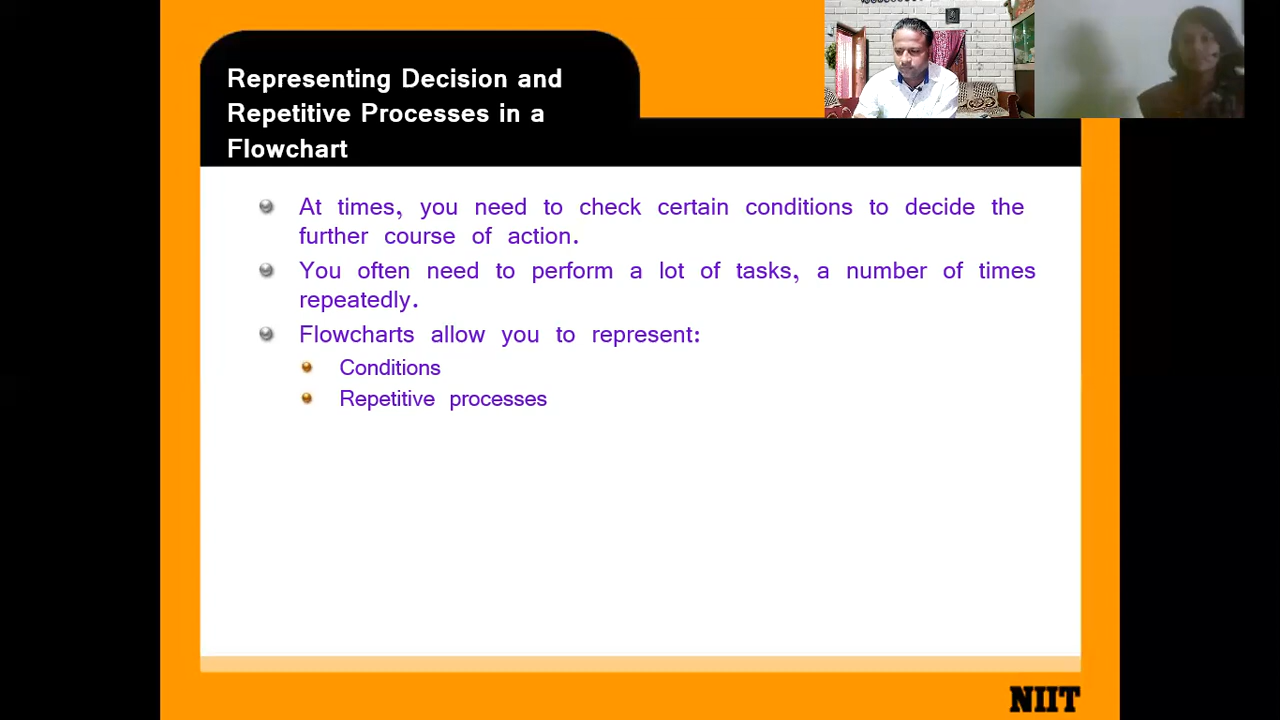 Representing Decision and
Repetitive Processes in a
Flowchart
At times, you need to check certain conditions to decide the
further course of action.
You often need to perform a lot of tasks, a number of times
repeatedly.
Flowcharts allow you to represent:
Conditions
Repetitive processes
NIIT